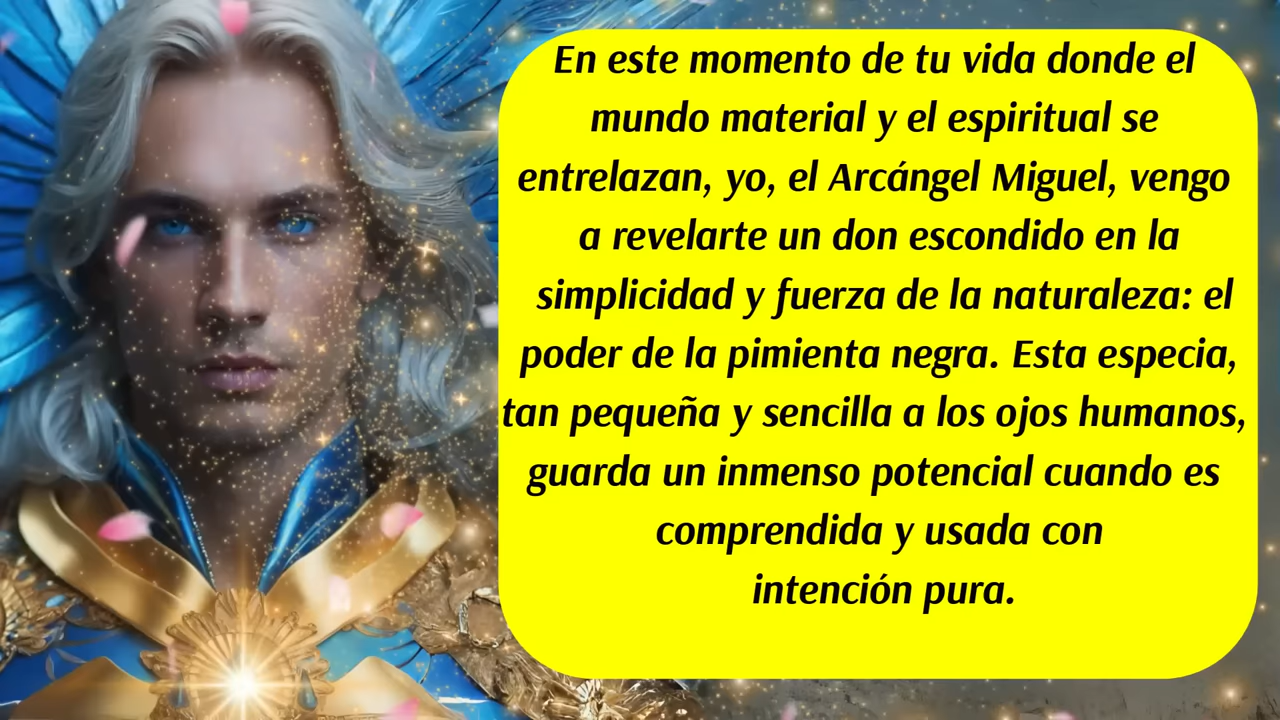 En este momento de tu vida donde el
mundo material y el espiritual se
entrelazan, yo, el Arcángel Miguel, vengo
a revelarte un don escondido en la
simplicidad y fuerza de la naturaleza: el
poder de la pimienta negra. Esta especia,
tan pequeña y sencilla a los ojos humanos,
guarda un inmenso potencial cuando es
comprendida y usada con
intención pura.